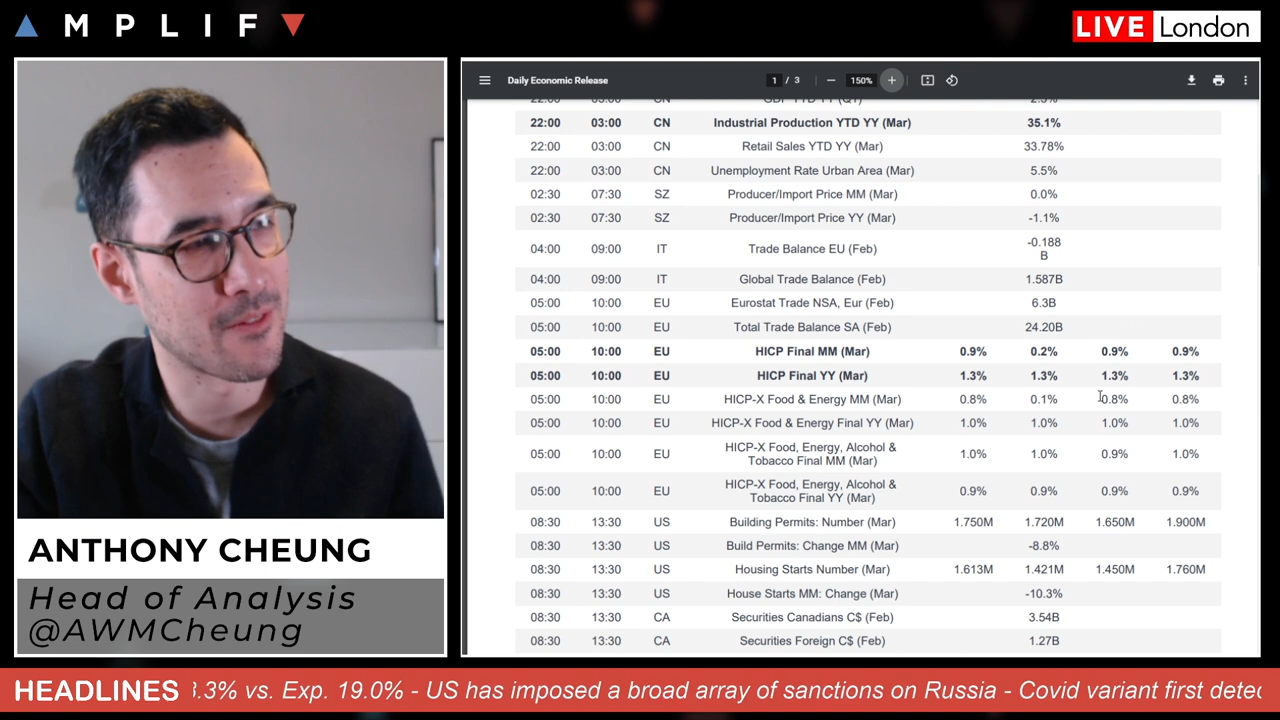 MPLIF
LIVE London
Daily Economic Release
1 / 3
150%
22:00 03:00 CN Industrial Production YTD YY (Mar) 35.1%
22:00 03:00 CN Retail Sales YTD YY (Mar) 33.78%
22:00 03:00 CN Unemployment Rate Urban Area (Mar) 5.5%
02:30 07:30 SZ Producer/Import Price MM (Mar) 0.0%
02:30 07:30 SZ Producer/Import Price YY (Mar) -1.1%
04:00 09:00 IT Trade Balance EU (Feb) -0.188
B
04:00 09:00 IT Global Trade Balance (Feb) 1.587B
05:00 10:00 EU Eurostat Trade NSA, Eur (Feb) 6.3B
05:00 10:00 EU Total Trade Balance SA (Feb) 24.20B
05:00 10:00 EU HICP Final MM (Mar) 0.9% 0.2% 0.9% 0.9%
05:00 10:00 EU HICP Final YY (Mar) 1.3% 1.3% 1.3% 1.3%
05:00 10:00 EU HICP-X Food & Energy MM (Mar) 0.8% 0.1% 0.8% 0.8%
05:00 10:00 EU HICP-X Food & Energy Final YY (Mar) 1.0% 1.0% 1.0% 1.0%
05:00 10:00 EU HICP-X Food, Energy, Alcohol & 1.0% 1.0% 0.9% 1.0%
Tobacco Final MM (Mar)
05:00 10:00 EU HICP-X Food, Energy, Alcohol & 0.9% 0.9% 0.9% 0.9%
Tobacco Final YY (Mar)
08:30 13:30 US Building Permits: Number (Mar) 1.750M 1.720M 1.650M 1.900M
08:30 13:30 US Build Permits: Change MM (Mar) -8.8%
08:30 13:30 US Housing Starts Number (Mar) 1.613M 1.421M 1.450M 1.760M
08:30 13:30 US House Starts MM: Change (Mar) -10.3%
08:30 13:30 CA Securities Canadians C$ (Feb) 3.54B
08:30 13:30 CA Securities Foreign C$ (Feb) 1.27B
ANTHONY CHEUNG
Head of Analysis
@AWMCheung
HEADLINES .3% vs. Exp. 19.0% - US has imposed a broad array of sanctions on Russia - Covid variant first